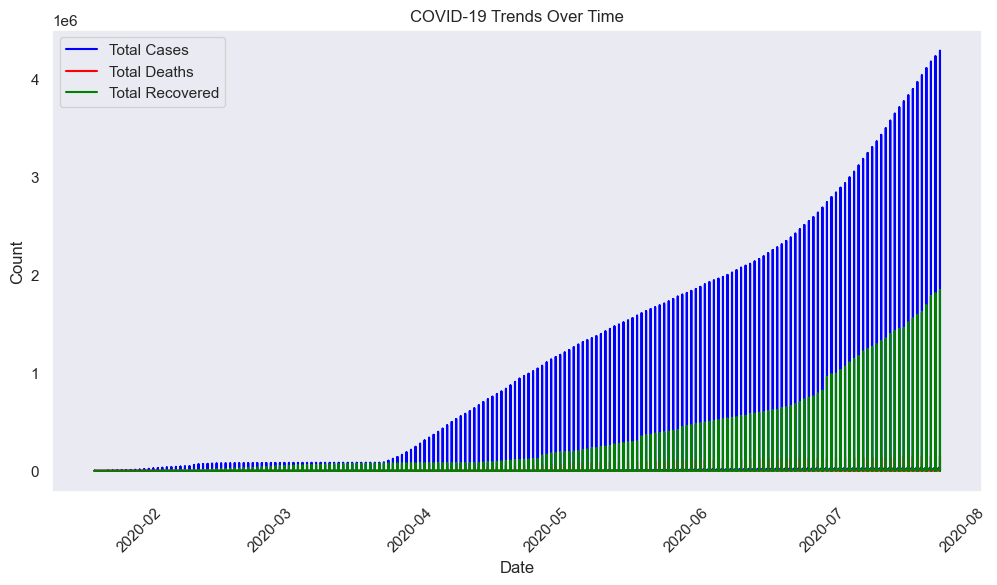 COVID-19 Trends Over Time
1e6
Total Cases
Total Deaths
Total Recovered
4
3
2
1
0
Count
2020-02
2020-03
2020-04
2020-05
2020-06
2020-07
2020-08
Date